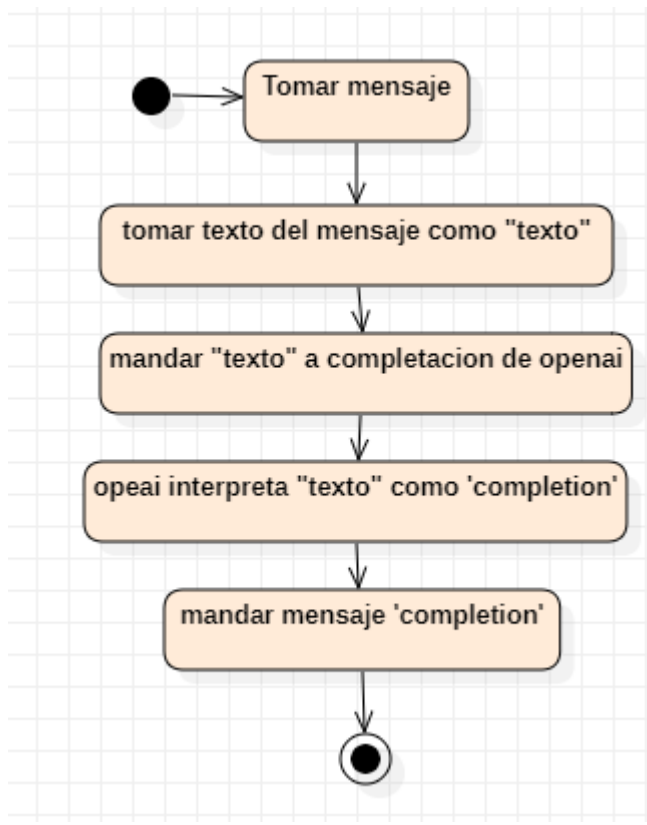 Tomar mensaje
tomar texto del mensaje como "texto"
mandar "texto" a completacion de openai
opeai interpreta "texto" como 'completion'
mandar mensaje 'completion'